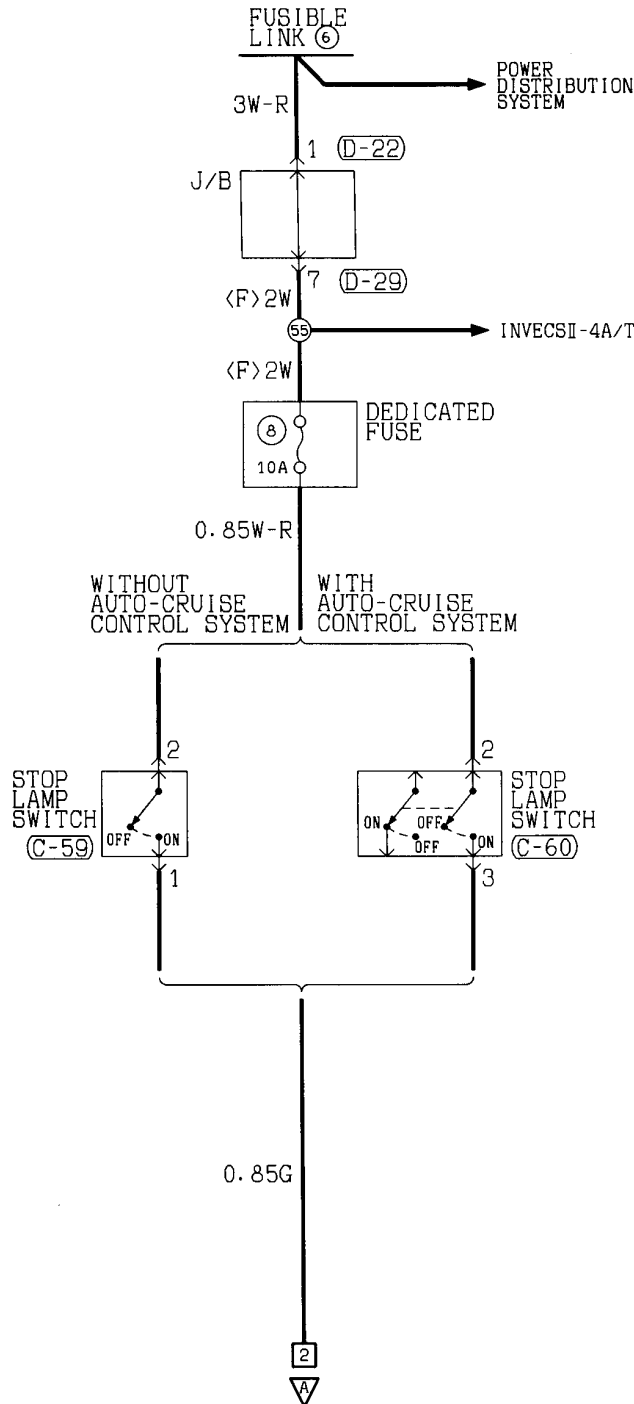 FUSIBLE
LINK ⑥
POWER
DISTRIBUTION
SYSTEM
3W-R
1 (D-22)
J/B
7 (D-29)
<F>2W
55
INVECSⅡ-4A/T
<F>2W
DEDICATED
FUSE
8
10A
0.85W-R
WITHOUT
AUTO-CRUISE
CONTROL SYSTEM
WITH
AUTO-CRUISE
CONTROL SYSTEM
2
STOP
LAMP
SWITCH
(C-59)
OFF
ON
1
2
STOP
LAMP
SWITCH
(C-60)
ON
OFF
OFF
ON
3
0.85G
2
A